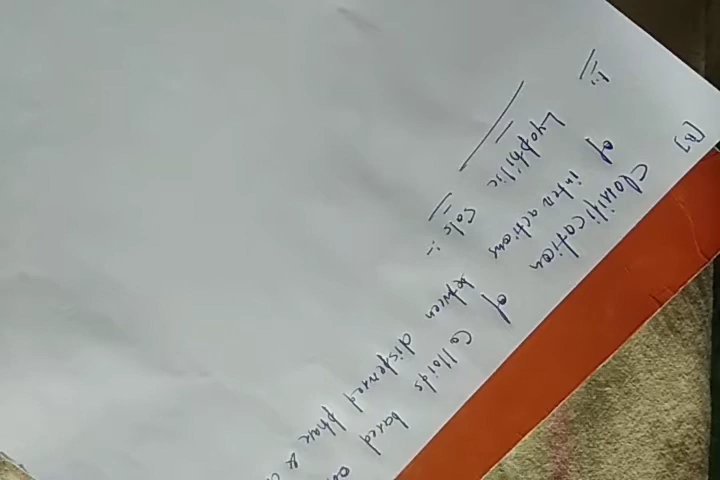 [B] Classification of Colloids based on
of interactions between dispersed phase &
i) Lyophilic Sols :-